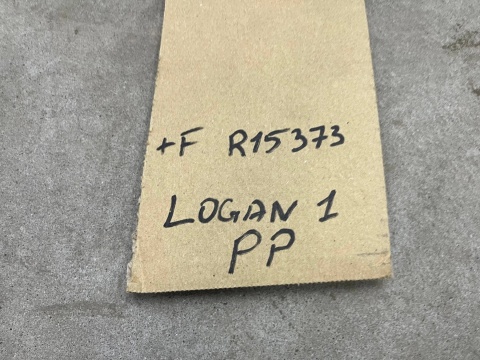 +F R15373
LOGAN 1
PP